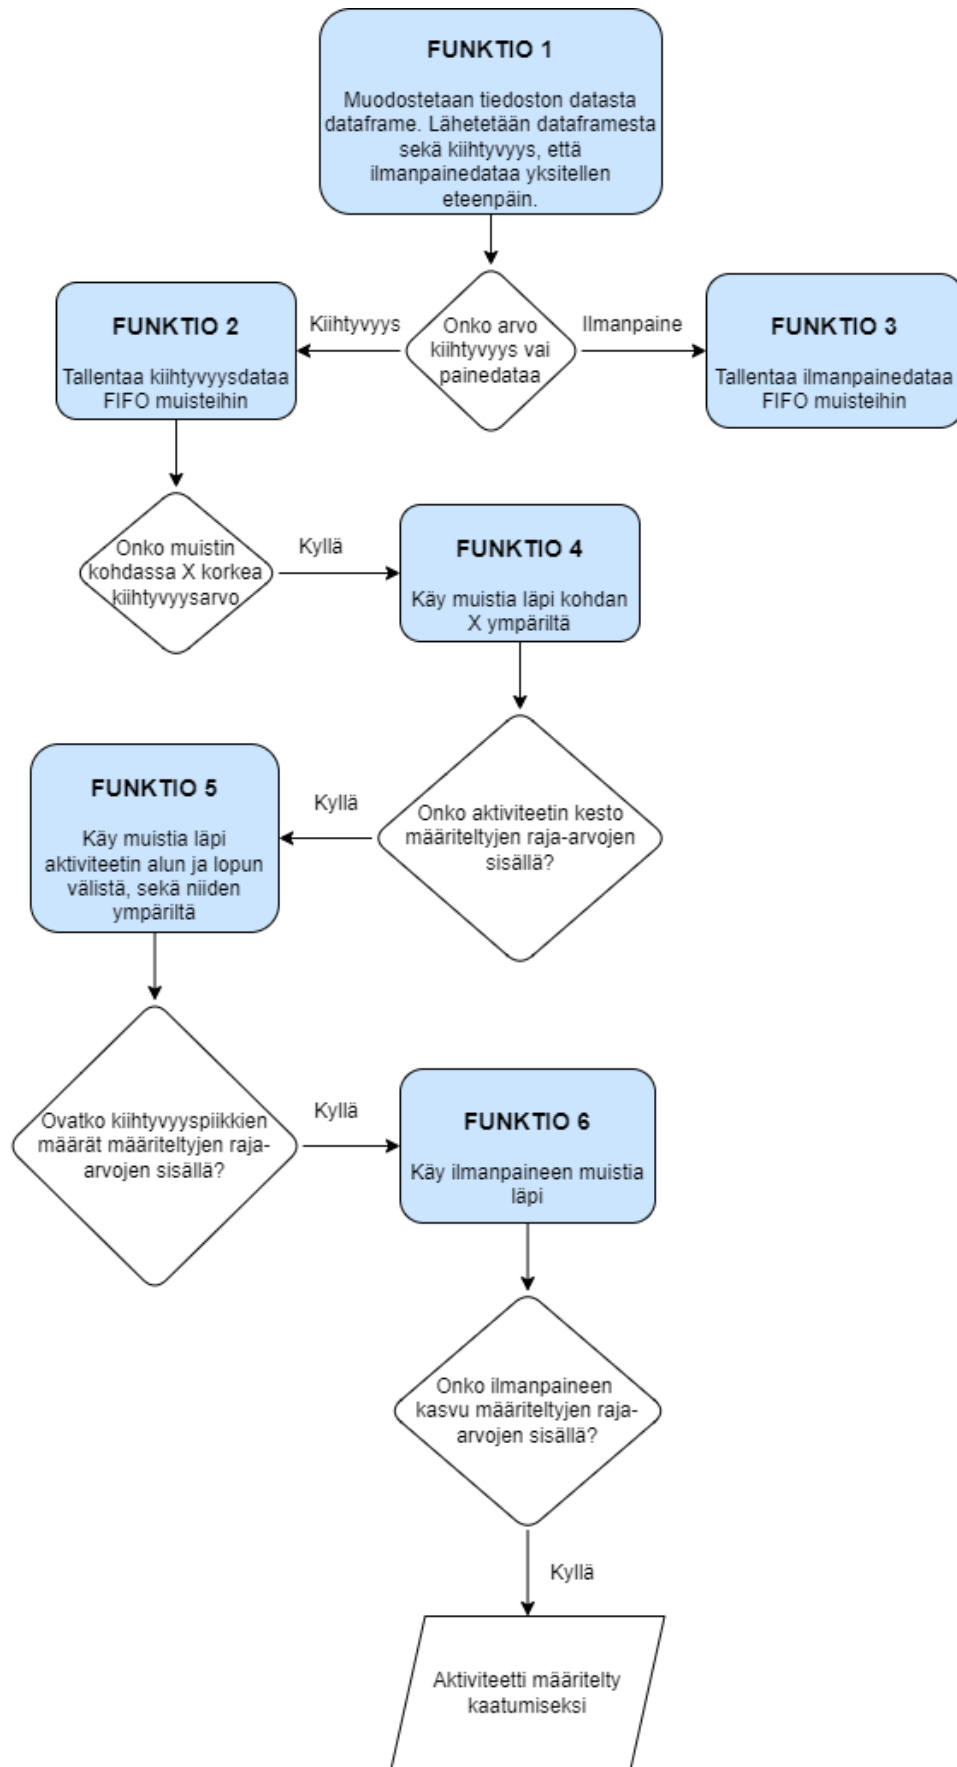 FUNKTIO 1
Muodostetaan tiedoston datasta
dataframe. Lähetetään dataframesta
sekä kiihtyvyys, että
ilmanpainedataa yksitellen
eteenpäin.
FUNKTIO 2
Tallentaa kiihtyvyysdataa
FIFO muisteihin
Kiihtyvyys
Onko arvo
kiihtyvyys vai
painedataa
Ilmanpaine
FUNKTIO 3
Tallentaa ilmanpainedataa
FIFO muisteihin
Onko muistin
kohdassa X korkea
kiihtyvyysarvo
Kyllä
FUNKTIO 4
Käy muistia läpi kohdan
X ympäriltä
Onko aktiviteetin kesto
määriteltyjen raja-arvojen
sisällä?
Kyllä
FUNKTIO 5
Käy muistia läpi
aktiviteetin alun ja lopun
välistä, sekä niiden
ympäriltä
Ovatko kiihtyvyyspiikkien
määrät määriteltyjen raja-
arvojen sisällä?
Kyllä
FUNKTIO 6
Käy ilmanpaineen muistia
läpi
Onko ilmanpaineen
kasvu määriteltyjen raja-
arvojen sisällä?
Kyllä
Aktiviteetti määritelty
kaatumiseksi